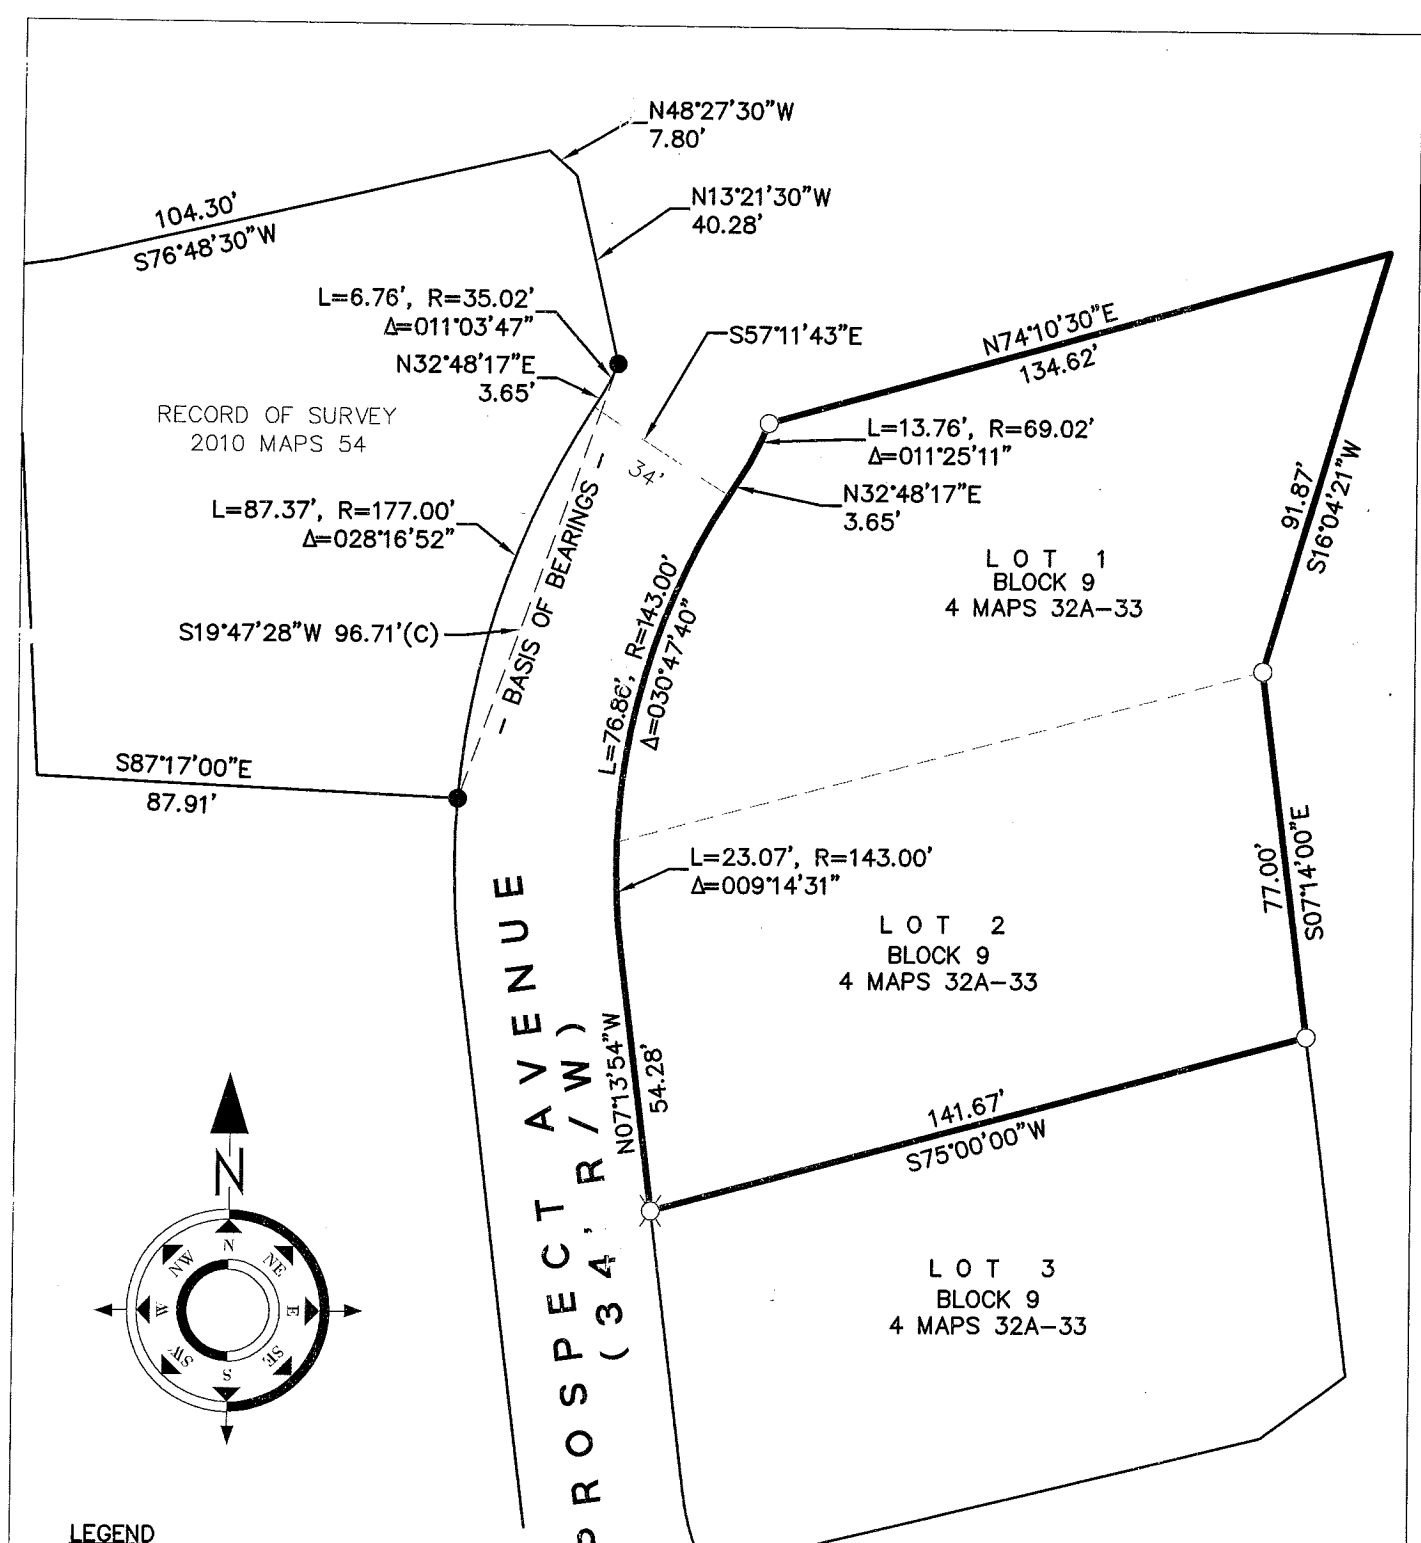 N48°27'30"W
7.80'
N13°21'30"W
40.28'
104.30'
S76°48'30"W
L=6.76', R=35.02'
Δ=011°03'47"
N32°48'17"E
3.65'
S57°11'43"E
N74°10'30"E
134.62'
RECORD OF SURVEY
2010 MAPS 54
34'
L=13.76', R=69.02'
Δ=011°25'11"
N32°48'17"E
3.65'
91.87'
S16°04'21"W
L=87.37', R=177.00'
Δ=028°16'52"
- BASIS OF BEARINGS -
L=76.86', R=143.00'
Δ=030°47'40"
LOT 1
BLOCK 9
4 MAPS 32A-33
S19°47'28"W 96.71'(C)
S87°17'00"E
87.91'
L=23.07', R=143.00'
Δ=009°14'31"
77.00'
S07°14'00"E
LOT 2
BLOCK 9
4 MAPS 32A-33
N07°13'54"W
54.28'
141.67'
S75°00'00"W
PROSPECT AVENUE
(34' R/W)
LOT 3
BLOCK 9
4 MAPS 32A-33
N
N
NE
E
SE
S
SW
W
NW
LEGEND